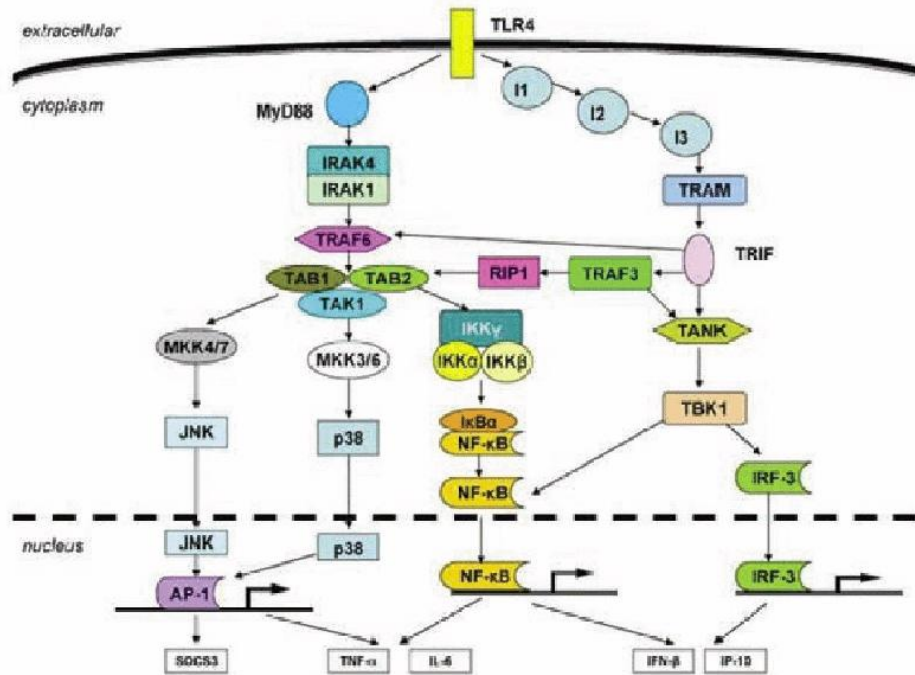 TLR4
extracellular
cytoplasm
I1
I2
I3
MyD88
IRAK4
IRAK1
TRAM
TRAF6
TRIF
TAB1
TAB2
RIP1
TRAF3
TAK1
IKKγ
TANK
MKK4/7
MKK3/6
IKKα
IKKβ
TBK1
IκBα
JNK
p38
NF-κB
IRF-3
NF-κB
nucleus
JNK
p38
AP-1
NF-κB
IRF-3
SOCS3
TNF-α
IL-6
IFN-β
IP-10